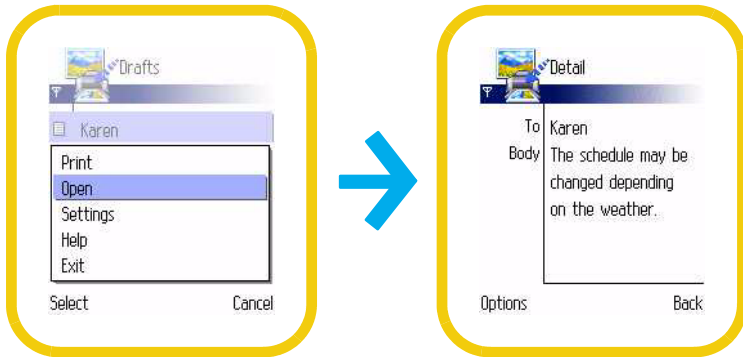 Drafts
Karen
Print
Open
Settings
Help
Exit
Select Cancel
Detail
To Karen
Body The schedule may be
changed depending
on the weather.
Options Back